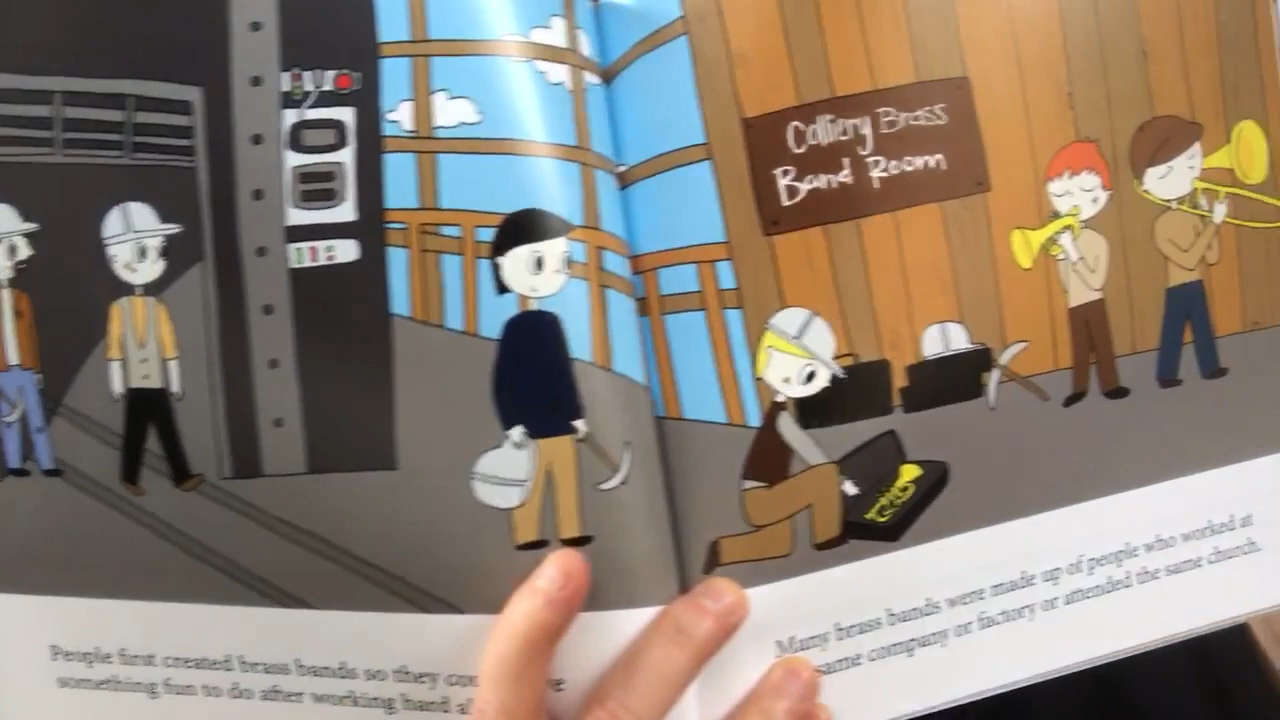 Colliery Brass
Band Room
People first created brass bands so they
something fun to do after working hard
Many brass bands were made up of people who worked at
same company or factory or attended the same church.